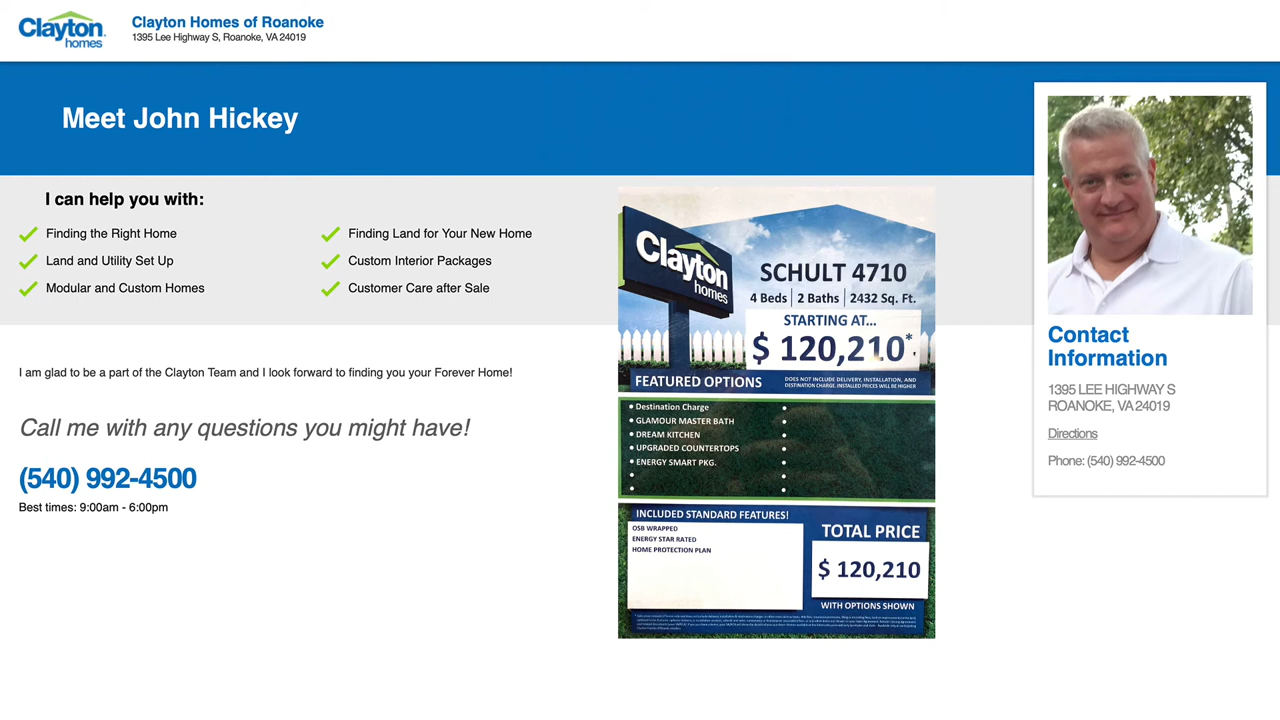 Clayton homes
Clayton Homes of Roanoke
1395 Lee Highway S, Roanoke, VA 24019
Meet John Hickey
I can help you with:
Finding the Right Home
Land and Utility Set Up
Modular and Custom Homes
Finding Land for Your New Home
Custom Interior Packages
Customer Care after Sale
I am glad to be a part of the Clayton Team and I look forward to finding you your Forever Home!
Call me with any questions you might have!
(540) 992-4500
Best times: 9:00am - 6:00pm
Clayton
homes
SCHULT 4710
4 Beds | 2 Baths | 2432 Sq. Ft.
STARTING AT...
$ 120,210*
FEATURED OPTIONS
DOES NOT INCLUDE DELIVERY, INSTALLATION, AND
DESTINATION CHARGE. INSTALLED PRICES WILL BE HIGHER
• Destination Charge
• GLAMOUR MASTER BATH
• DREAM KITCHEN
• UPGRADED COUNTERTOPS
• ENERGY SMART PKG.
INCLUDED STANDARD FEATURES!
OSB WRAPPED
ENERGY STAR RATED
HOME PROTECTION PLAN
TOTAL PRICE
$ 120,210
WITH OPTIONS SHOWN
Contact
Information
1395 LEE HIGHWAY S
ROANOKE, VA 24019
Directions
Phone: (540) 992-4500